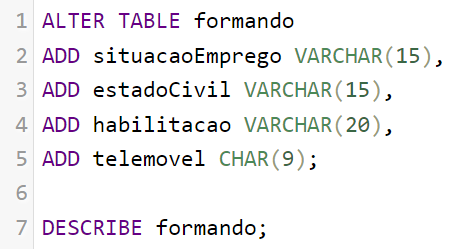 1 ALTER TABLE formando
2 ADD situacaoEmprego VARCHAR(15),
3 ADD estadoCivil VARCHAR(15),
4 ADD habilitacao VARCHAR(20),
5 ADD telemovel CHAR(9);
6
7 DESCRIBE formando;